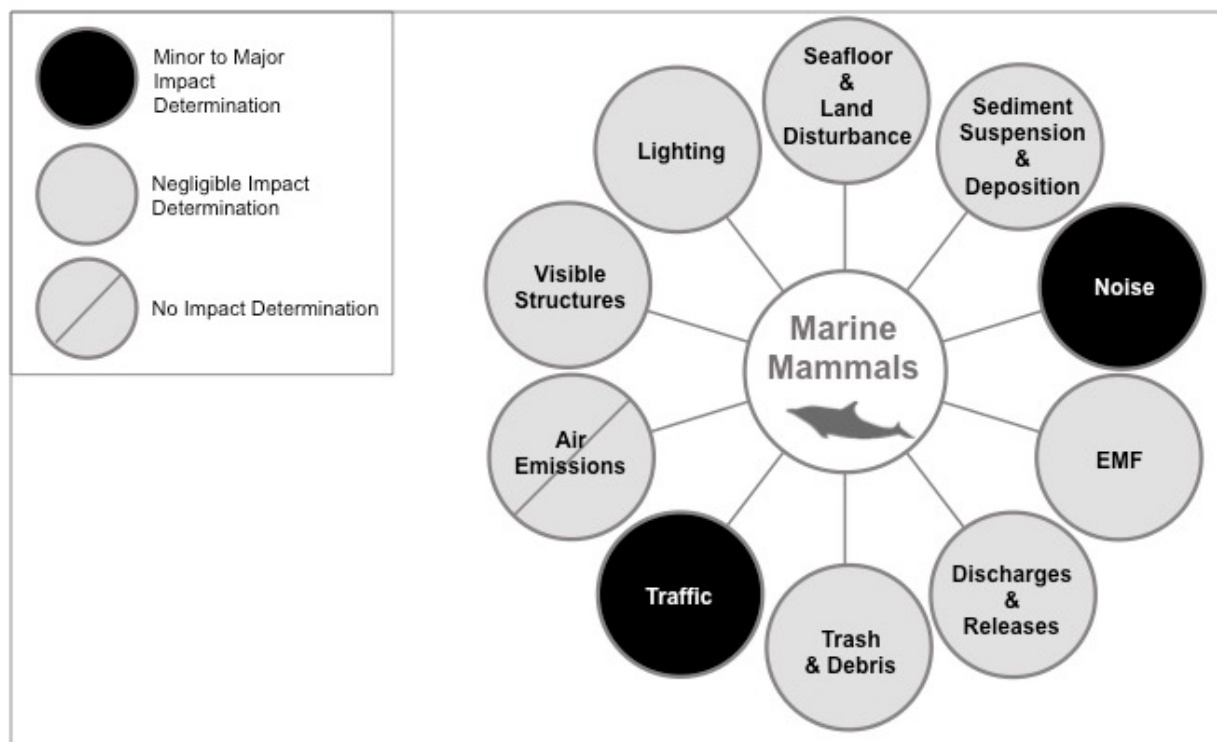 Minor to Major
Impact
Determination
Negligible Impact
Determination
No Impact Determination
Seafloor
&
Land
Disturbance
Sediment
Suspension
&
Deposition
Noise
EMF
Discharges
&
Releases
Trash
& Debris
Traffic
Air
Emissions
Visible
Structures
Lighting
Marine
Mammals